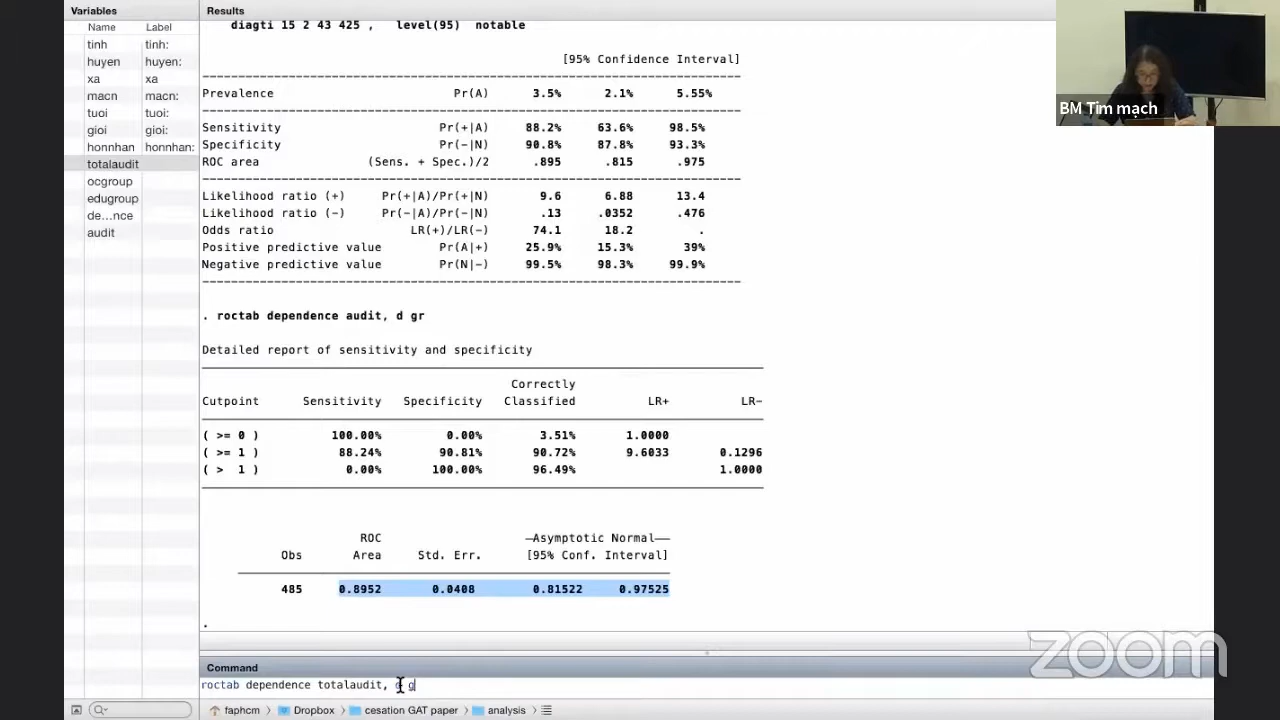 Variables
Name Label
tinh tinh:
huyen huyen:
xa xa
macn macn:
tuoi tuoi:
gioi gioi:
honnhan honnhan:
totalaudit
ocgroup
edugroup
de...nce
audit
Results
diagti 15 2 43 425 , level(95) notable
[95% Confidence Interval]
Prevalence Pr(A) 3.5% 2.1% 5.55%
Sensitivity Pr(+|A) 88.2% 63.6% 98.5%
Specificity Pr(-|N) 90.8% 87.8% 93.3%
ROC area (Sens. + Spec.)/2 .895 .815 .975
Likelihood ratio (+) Pr(+|A)/Pr(+|N) 9.6 6.88 13.4
Likelihood ratio (-) Pr(-|A)/Pr(-|N) .13 .0352 .476
Odds ratio LR(+)/LR(-) 74.1 18.2 .
Positive predictive value Pr(A|+) 25.9% 15.3% 39%
Negative predictive value Pr(N|-) 99.5% 98.3% 99.9%
. roctab dependence audit, d gr
Detailed report of sensitivity and specificity
Correctly
Cutpoint Sensitivity Specificity Classified LR+ LR-
( >= 0 ) 100.00% 0.00% 3.51% 1.0000
( >= 1 ) 88.24% 90.81% 90.72% 9.6033 0.1296
( > 1 ) 0.00% 100.00% 96.49% 1.0000
ROC —Asymptotic Normal—
Obs Area Std. Err. [95% Conf. Interval]
485 0.8952 0.0408 0.81522 0.97525
.
Command
roctab dependence totalaudit, d g
faphcm Dropbox cesation GAT paper analysis
BM Tim mạch
zoom